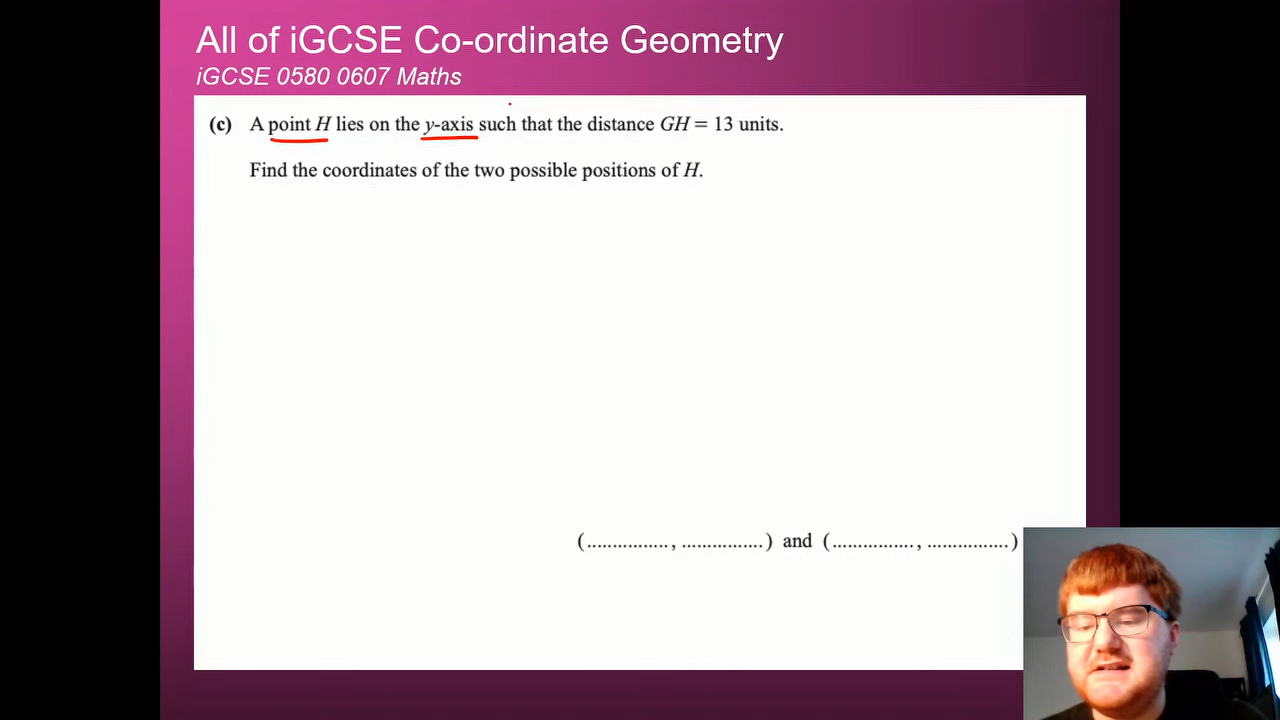 All of iGCSE Co-ordinate Geometry
iGCSE 0580 0607 Maths
(c) A point H lies on the y-axis such that the distance GH = 13 units.
Find the coordinates of the two possible positions of H.
(................, ................) and (................, ................)